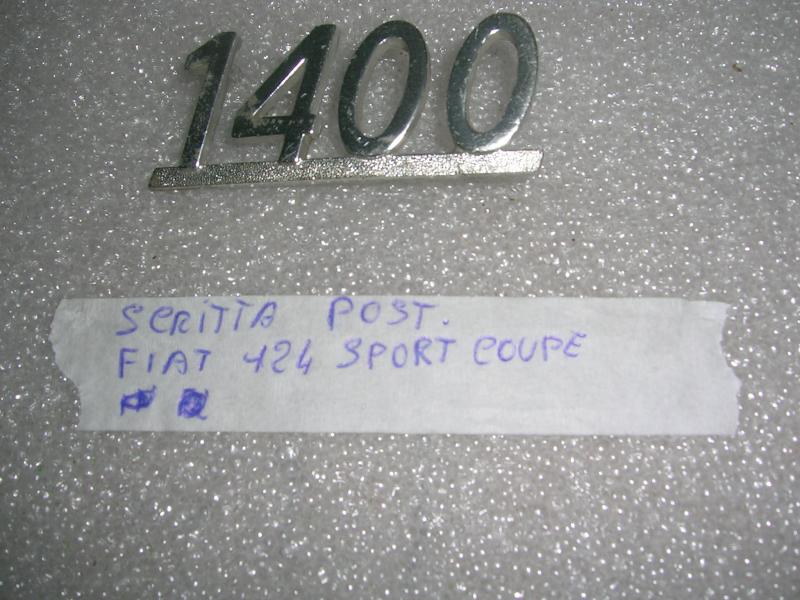 1400
SCRITTA POST.
FIAT 124 SPORT COUPE